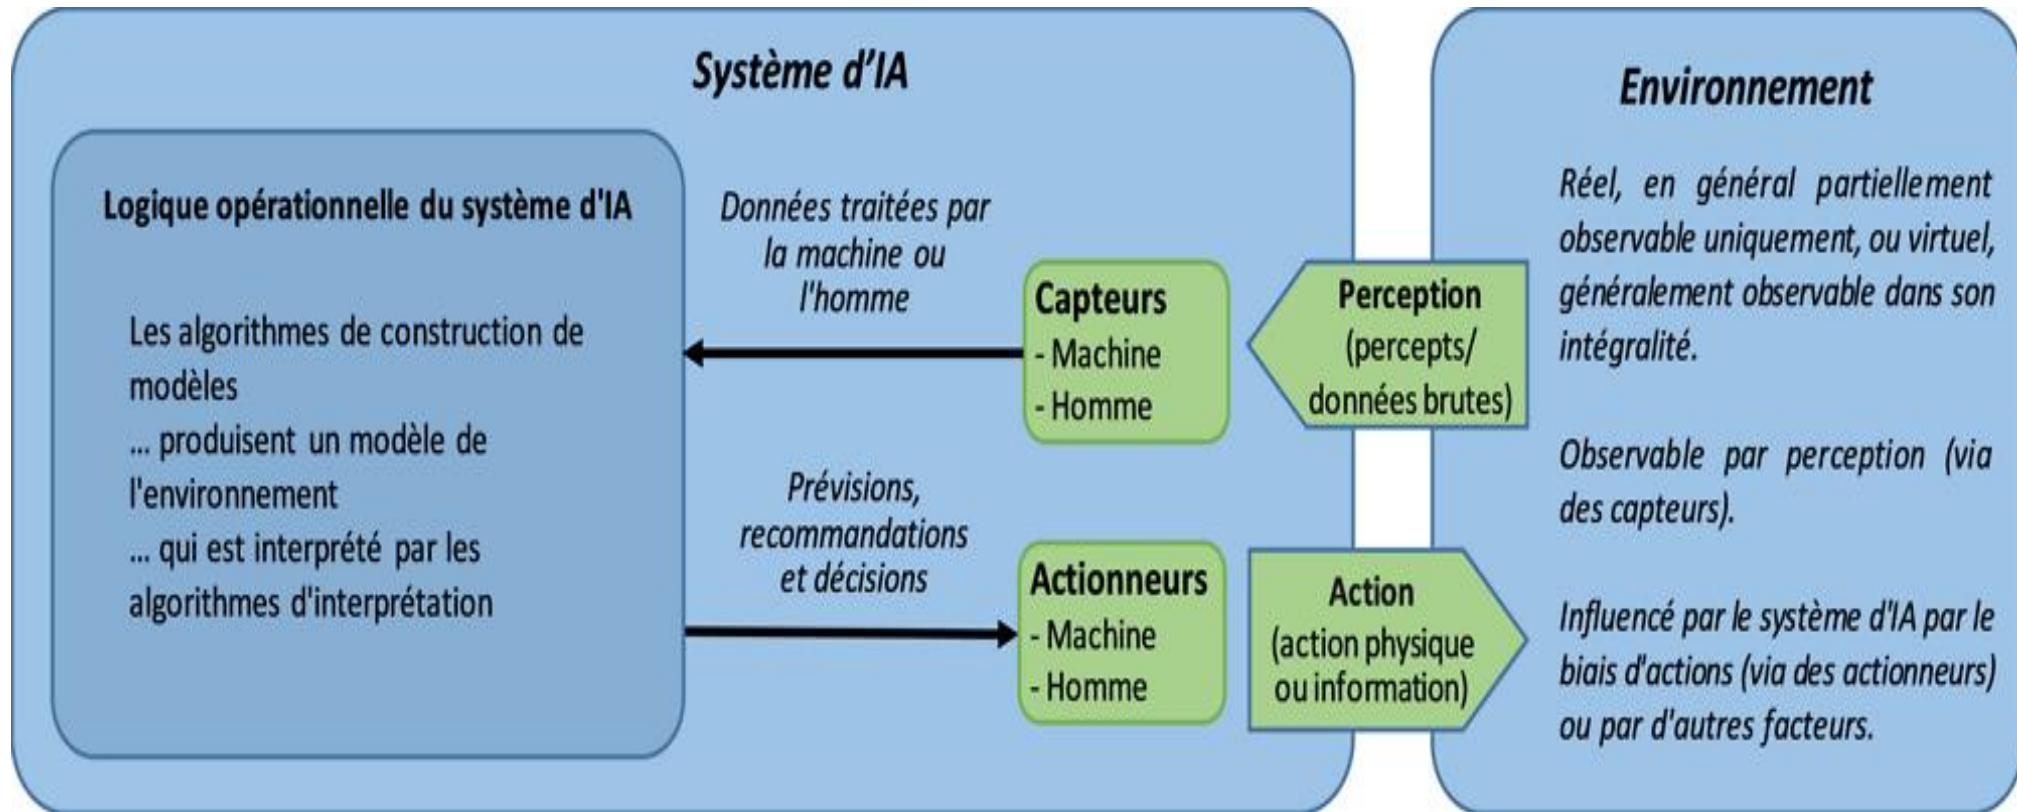 Système d'IA
Logique opérationnelle du système d'IA
Les algorithmes de construction de
modèles
... produisent un modèle de
l'environnement
... qui est interprété par les
algorithmes d'interprétation
Données traitées par
la machine ou
l'homme
Prévisions,
recommandations
et décisions
Capteurs
- Machine
- Homme
Actionneurs
- Machine
- Homme
Perception
(percepts/
données brutes)
Action
(action physique
ou information)
Environnement
Réel, en général partiellement
observable uniquement, ou virtuel,
généralement observable dans son
intégralité.
Observable par perception (via
des capteurs).
Influencé par le système d'IA par le
biais d'actions (via des actionneurs)
ou par d'autres facteurs.